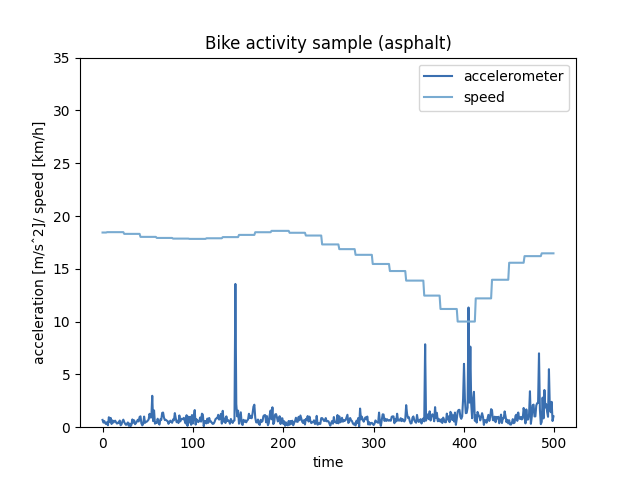 Bike activity sample (asphalt)
accelerometer
speed
acceleration [m/s^2]/ speed [km/h]
35
30
25
20
15
10
5
0
0 100 200 300 400 500
time